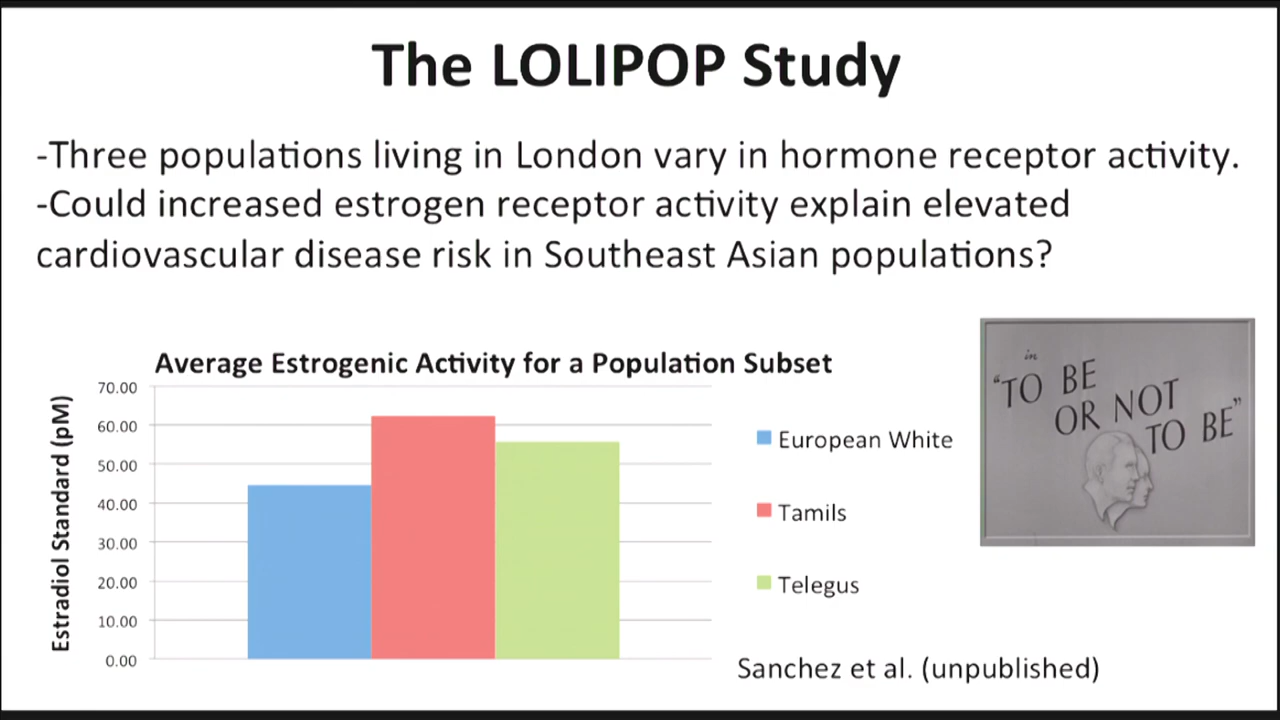 The LOLIPOP Study
-Three populations living in London vary in hormone receptor activity.
-Could increased estrogen receptor activity explain elevated
cardiovascular disease risk in Southeast Asian populations?
Average Estrogenic Activity for a Population Subset
Estradiol Standard (pM)
70.00
60.00
50.00
40.00
30.00
20.00
10.00
0.00
European White
Tamils
Telegus
in
"TO BE
OR NOT
TO BE"
Sanchez et al. (unpublished)